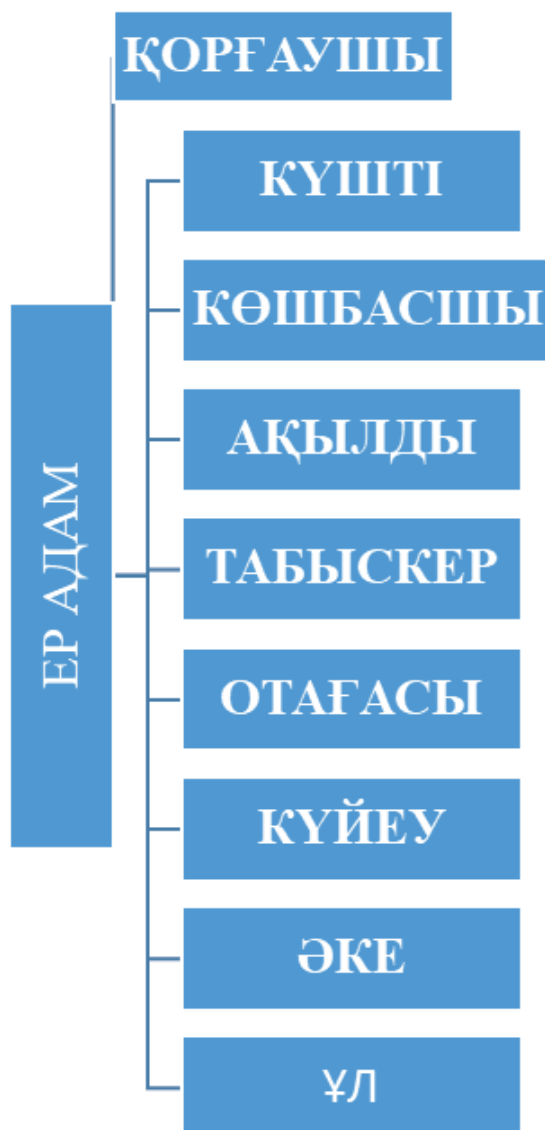 ҚОРҒАУШЫ
КҮШТІ
КӨШБАСШЫ
АҚЫЛДЫ
ТАБЫСКЕР
ЕР АДАМ
ОТАҒАСЫ
КҮЙЕУ
ӘКЕ
ҰЛ